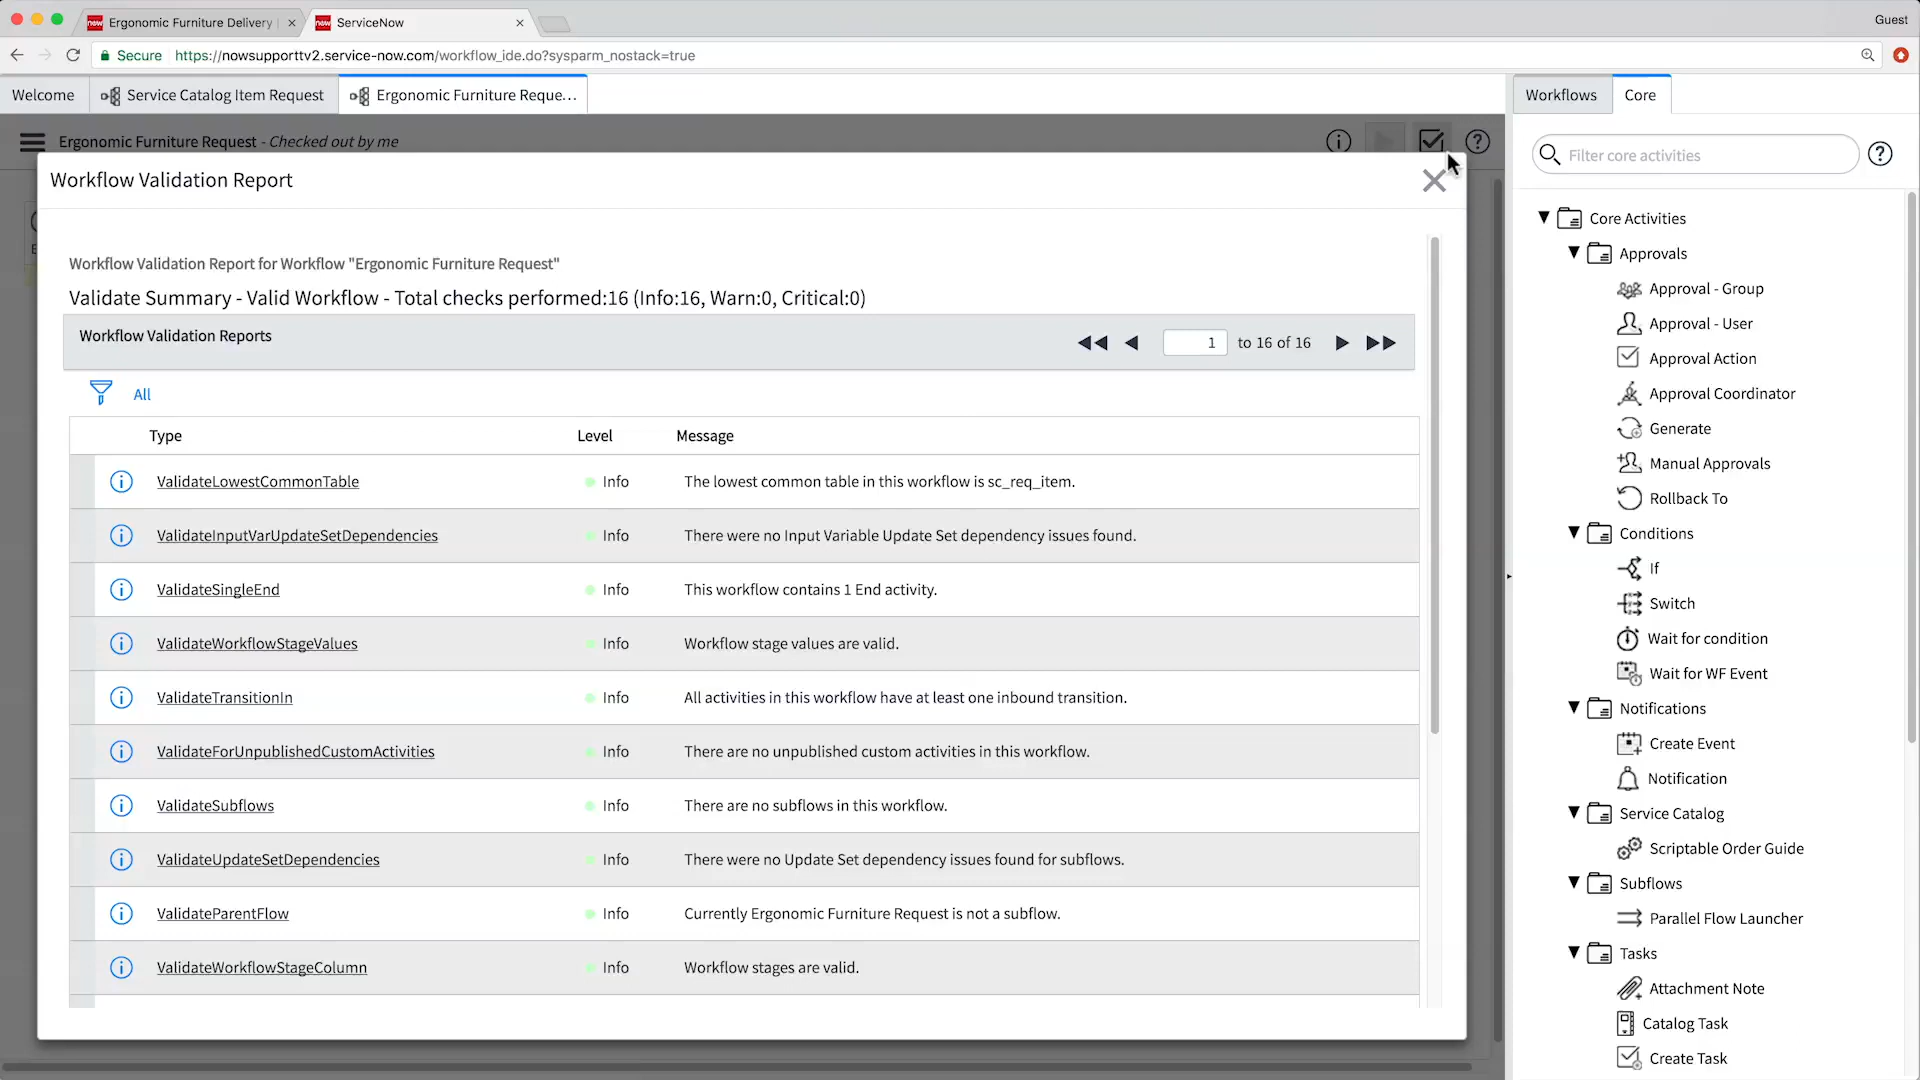 Ergonomic Furniture Delivery
ServiceNow
Guest
Secure https://nowsupporttv2.service-now.com/workflow_ide.do?sysparm_nostack=true
Welcome
Service Catalog Item Request
Ergonomic Furniture Reque...
Workflows
Core
Ergonomic Furniture Request - Checked out by me
Filter core activities
Workflow Validation Report
Workflow Validation Report for Workflow "Ergonomic Furniture Request"
Validate Summary - Valid Workflow - Total checks performed:16 (Info:16, Warn:0, Critical:0)
Workflow Validation Reports
1 to 16 of 16
All
Type Level Message
ValidateLowestCommonTable Info The lowest common table in this workflow is sc_req_item.
ValidateInputVarUpdateSetDependencies Info There were no Input Variable Update Set dependency issues found.
ValidateSingleEnd Info This workflow contains 1 End activity.
ValidateWorkflowStageValues Info Workflow stage values are valid.
ValidateTransitionIn Info All activities in this workflow have at least one inbound transition.
ValidateForUnpublishedCustomActivities Info There are no unpublished custom activities in this workflow.
ValidateSubflows Info There are no subflows in this workflow.
ValidateUpdateSetDependencies Info There were no Update Set dependency issues found for subflows.
ValidateParentFlow Info Currently Ergonomic Furniture Request is not a subflow.
ValidateWorkflowStageColumn Info Workflow stages are valid.
Core Activities
Approvals
Approval - Group
Approval - User
Approval Action
Approval Coordinator
Generate
Manual Approvals
Rollback To
Conditions
If
Switch
Wait for condition
Wait for WF Event
Notifications
Create Event
Notification
Service Catalog
Scriptable Order Guide
Subflows
Parallel Flow Launcher
Tasks
Attachment Note
Catalog Task
Create Task